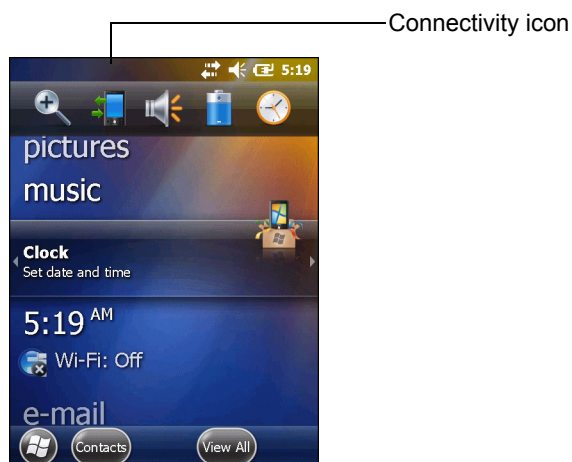 Connectivity icon
5:19
pictures
music
Clock
Set date and time
5:19 AM
Wi-Fi: Off
e-mail
Contacts
View All